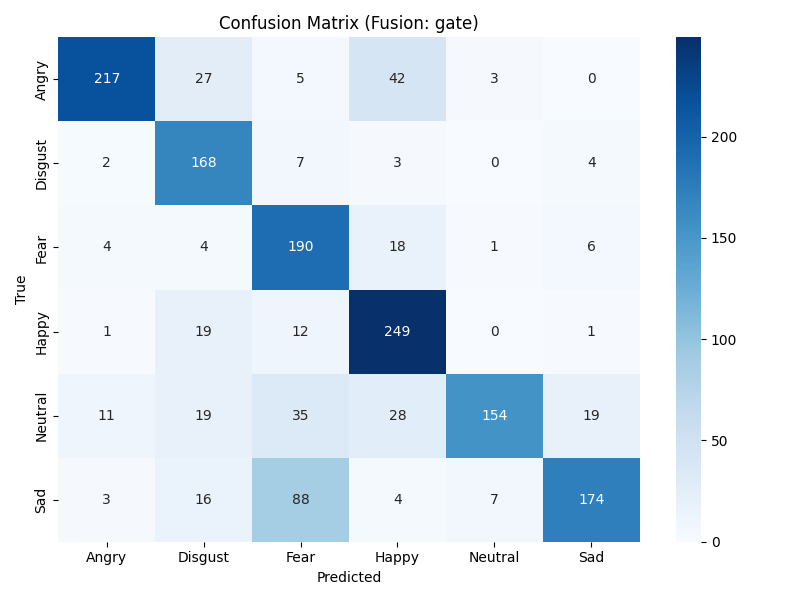 Confusion Matrix (Fusion: gate)
True
Angry 217 27 5 42 3 0
Disgust 2 168 7 3 0 4
Fear 4 4 190 18 1 6
Happy 1 19 12 249 0 1
Neutral 11 19 35 28 154 19
Sad 3 16 88 4 7 174
Angry Disgust Fear Happy Neutral Sad
Predicted
200
150
100
50
0